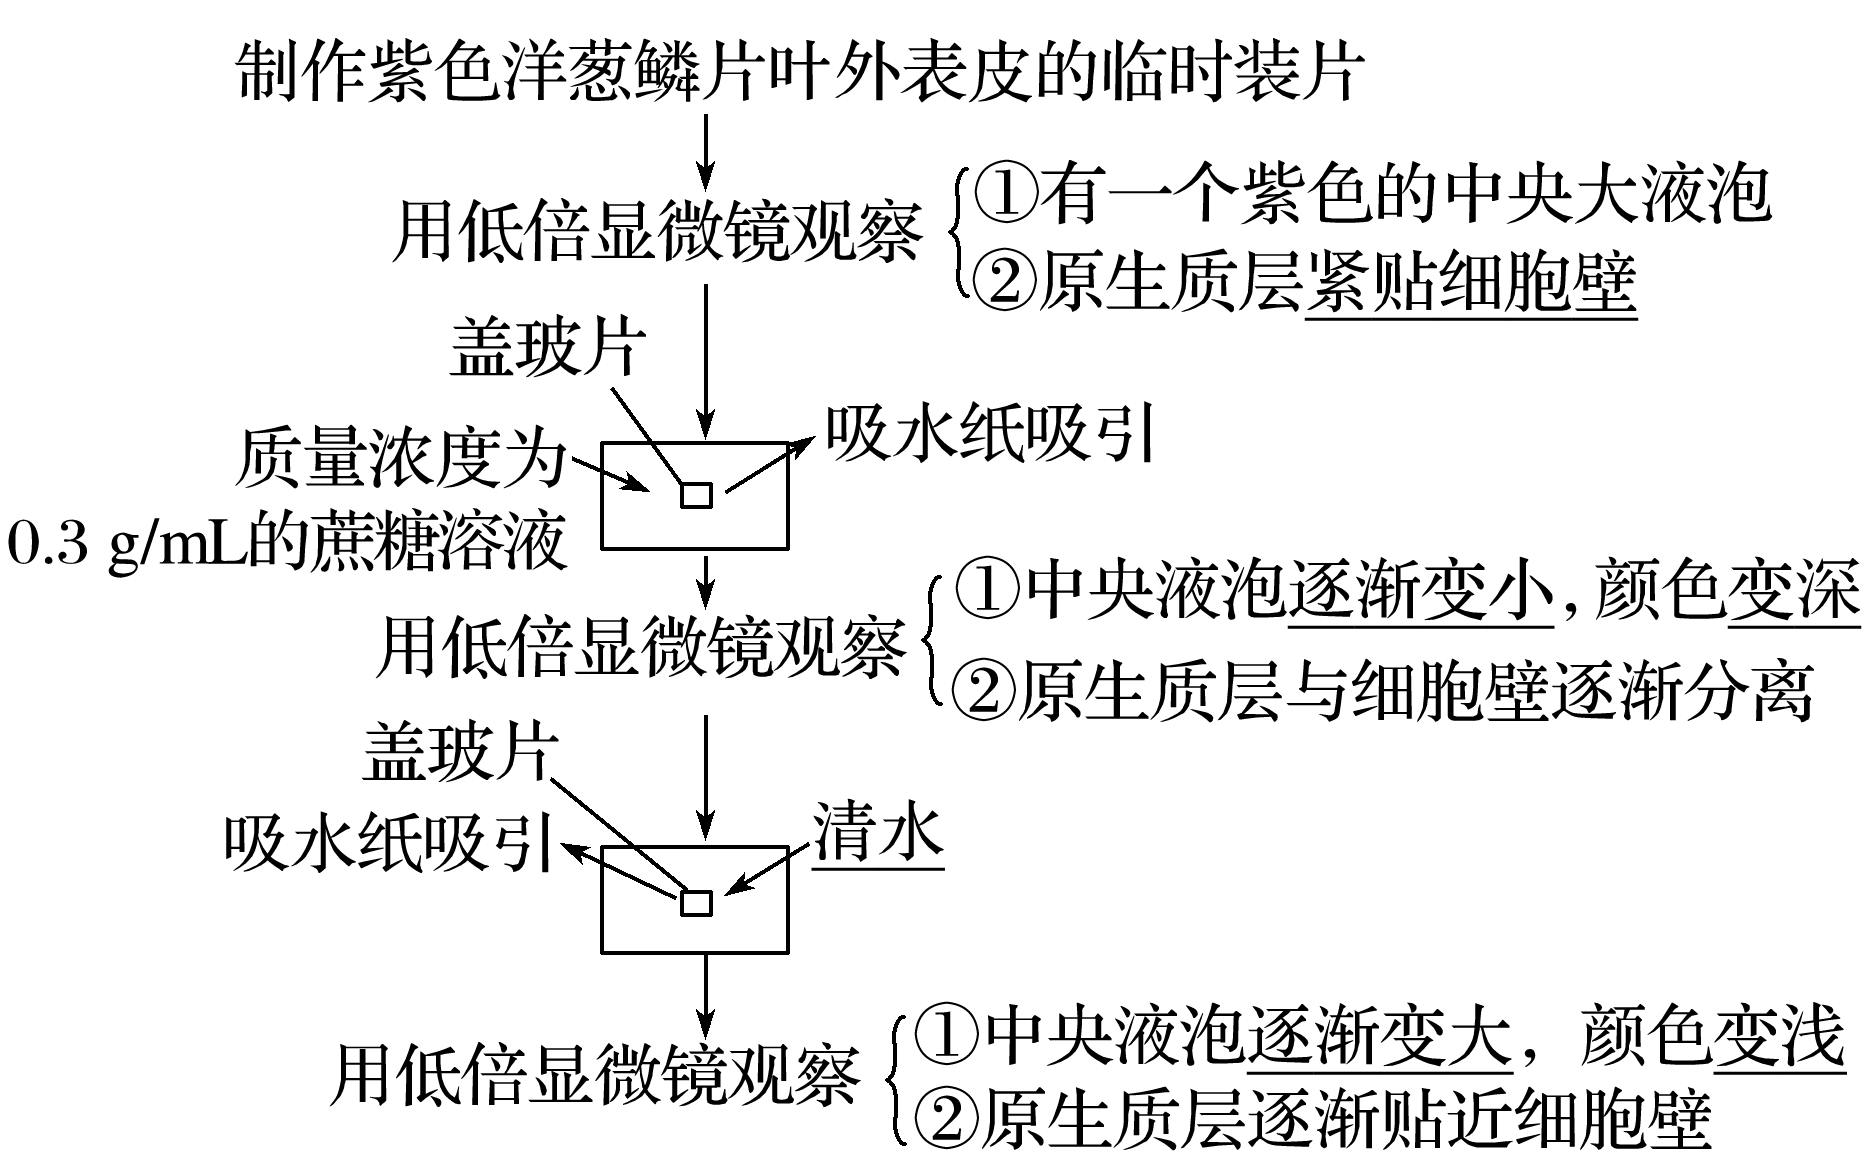 制作紫色洋葱鳞片叶外表皮的临时装片
用低倍显微镜观察
①有一个紫色的中央大液泡
②原生质层紧贴细胞壁
盖玻片
吸水纸吸引
质量浓度为
0.3 g/mL的蔗糖溶液
用低倍显微镜观察
①中央液泡逐渐变小,颜色变深
②原生质层与细胞壁逐渐分离
盖玻片
吸水纸吸引
清水
用低倍显微镜观察
①中央液泡逐渐变大，颜色变浅
②原生质层逐渐贴近细胞壁